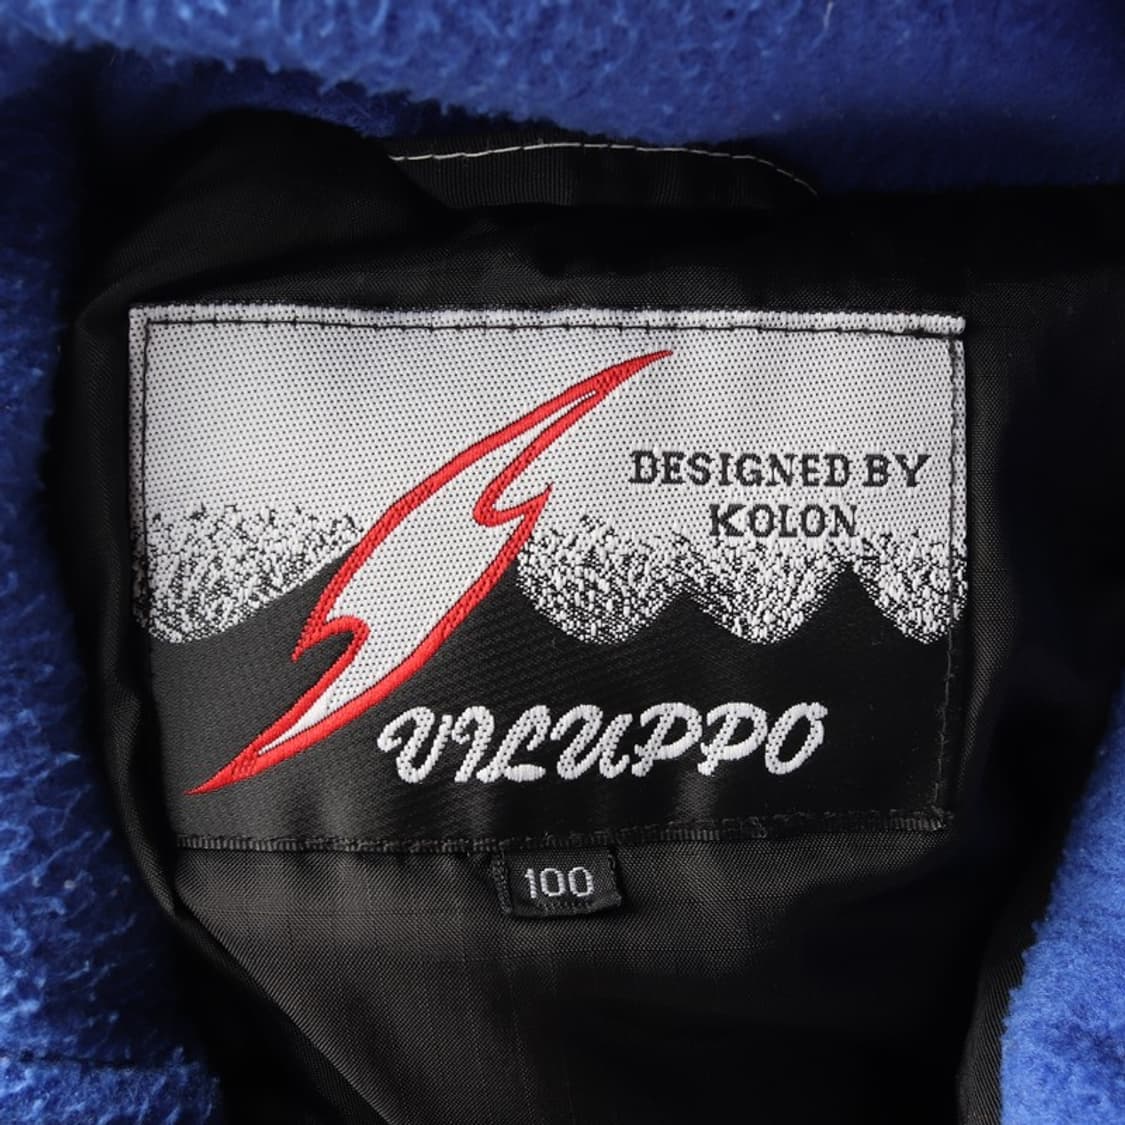 DESIGNED BY
KOLON
VILUPPO
100